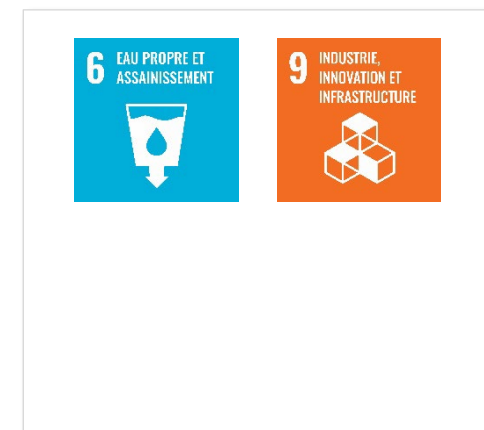 6 EAU PROPRE ET
ASSAINISSEMENT
9 INDUSTRIE,
INNOVATION ET
INFRASTRUCTURE